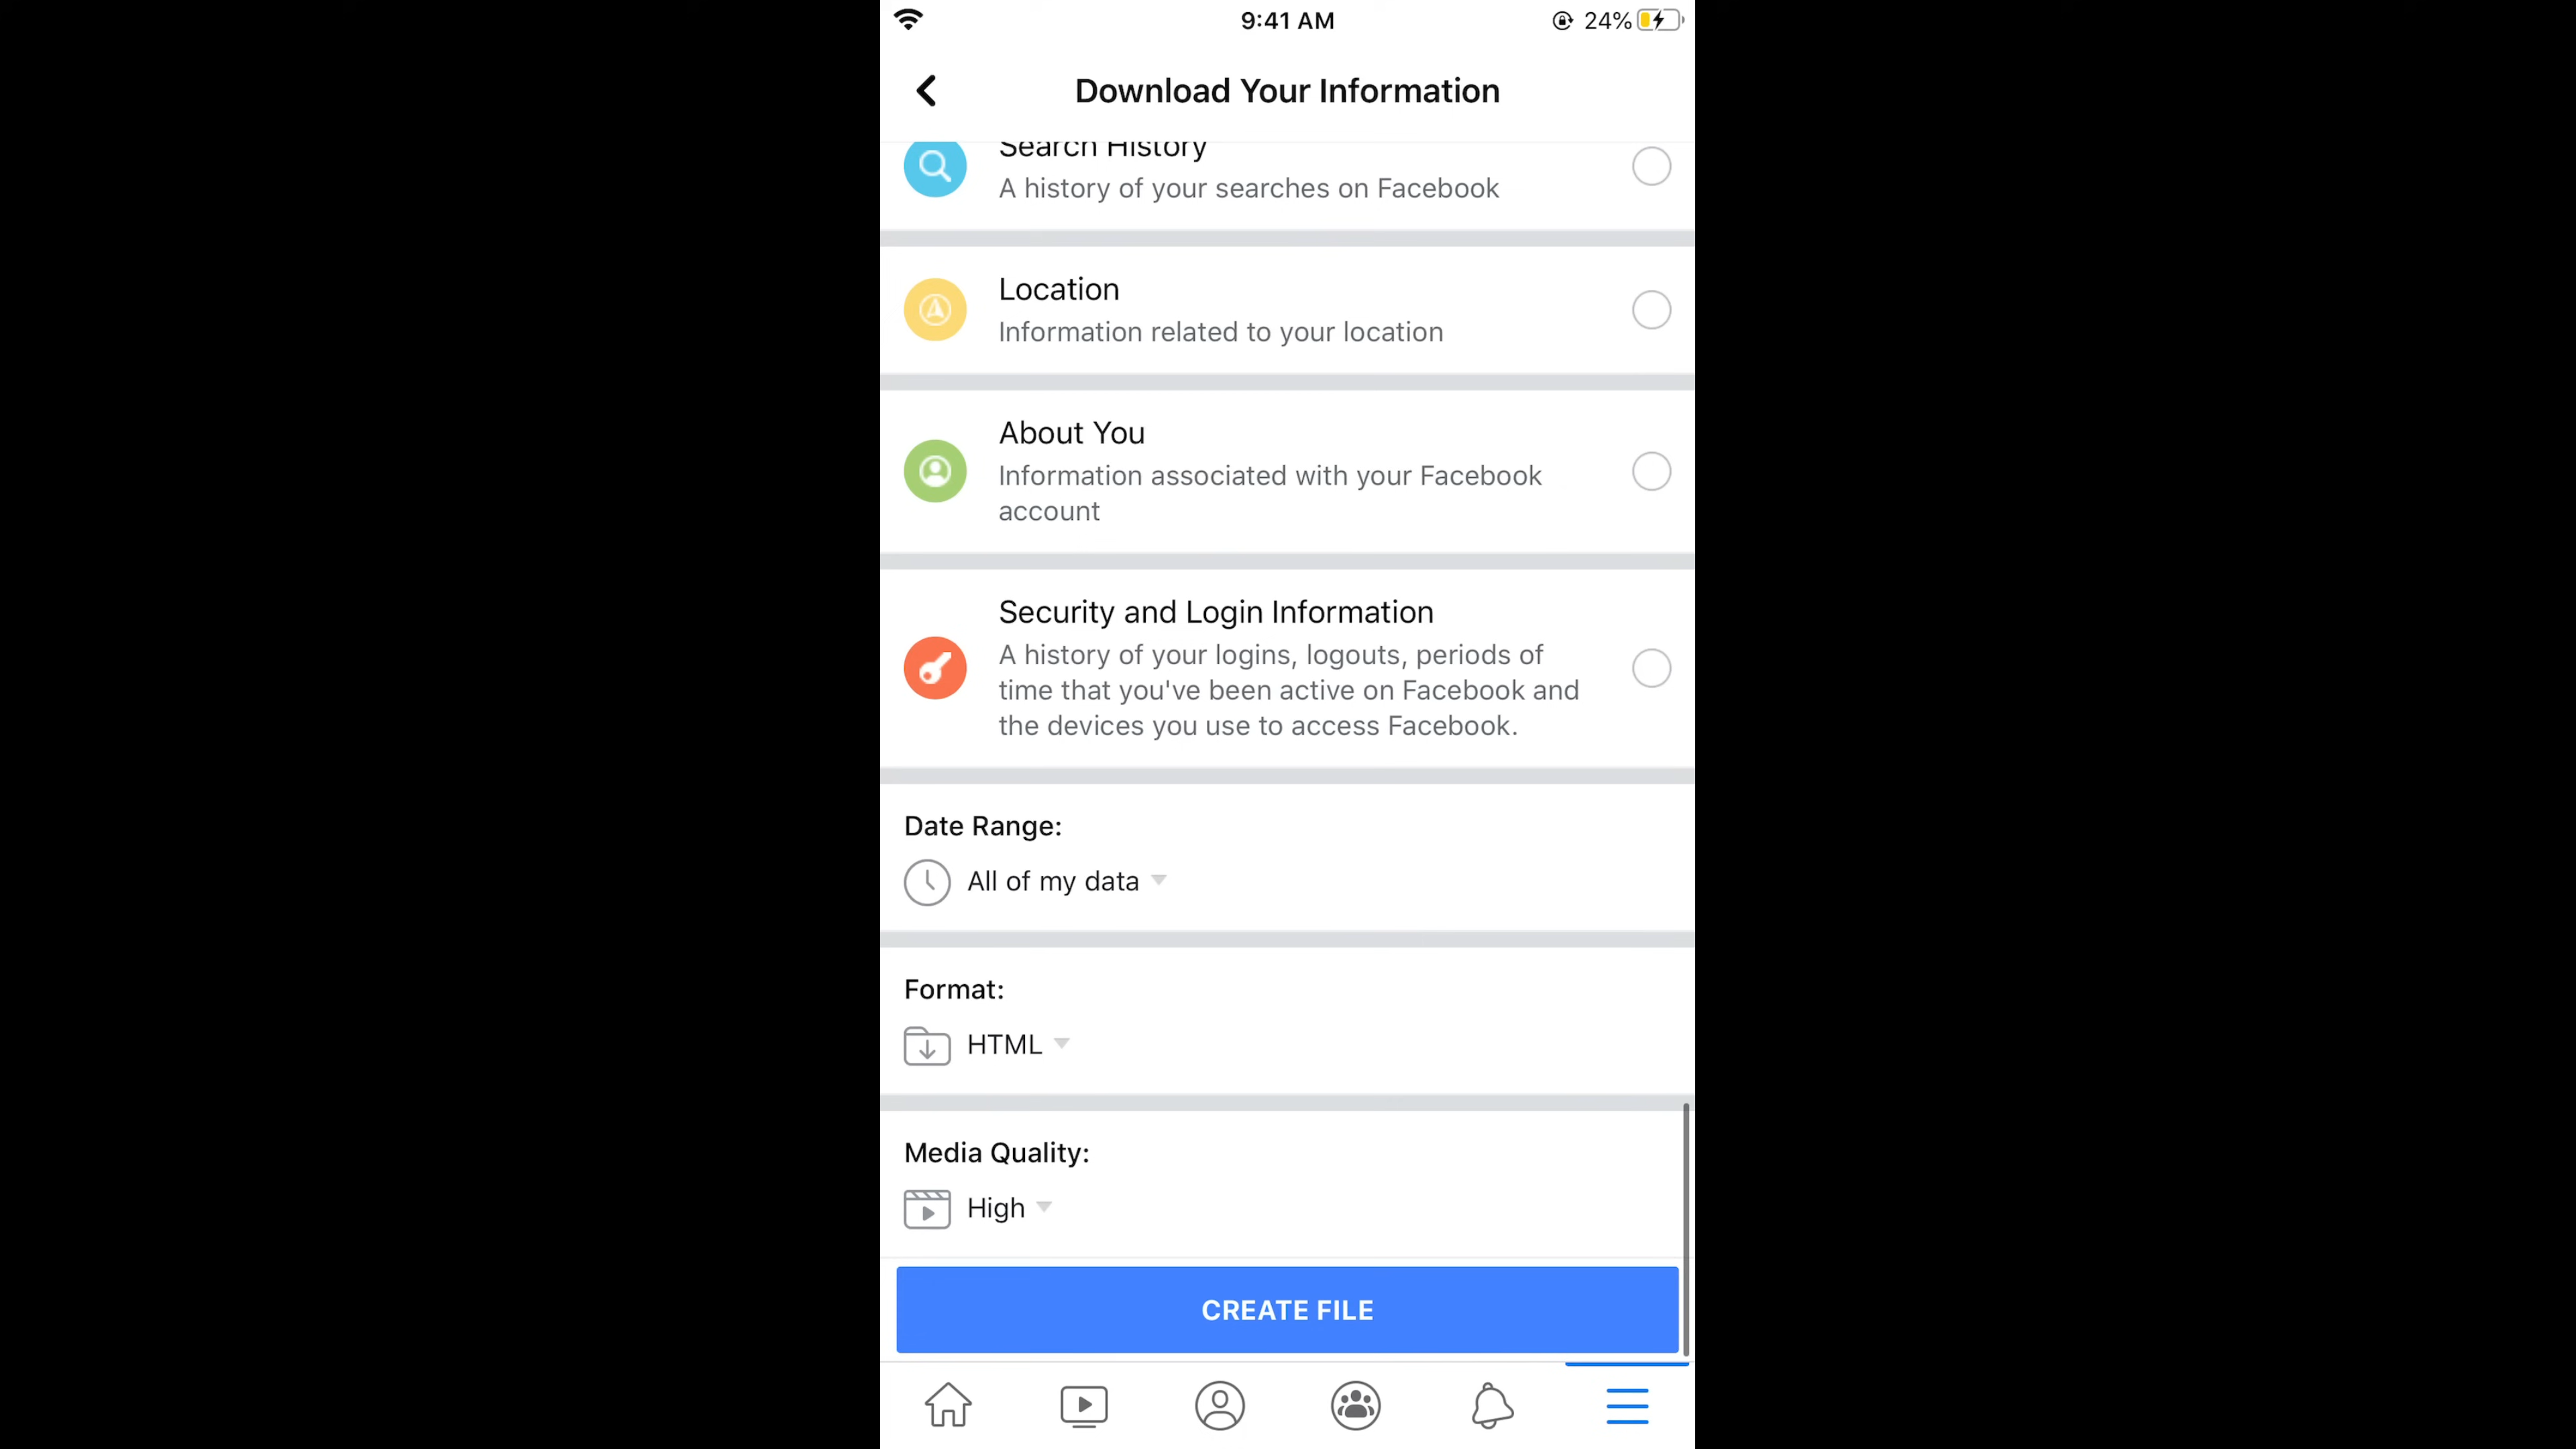 9:41 AM
24%
Download Your Information
Search History
A history of your searches on Facebook
Location
Information related to your location
About You
Information associated with your Facebook
account
Security and Login Information
A history of your logins, logouts, periods of
time that you've been active on Facebook and
the devices you use to access Facebook.
Date Range:
All of my data
Format:
HTML
Media Quality:
High
CREATE FILE